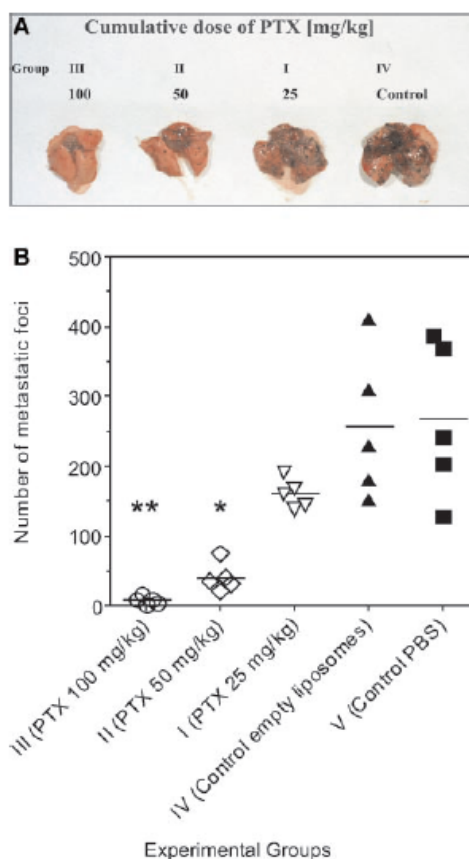 A
Cumulative dose of PTX [mg/kg]
Group III II I IV
100 50 25 Control
B
500
400
300
200
100
0
Number of metastatic foci
** *
III (PTX 100 mg/kg)
II (PTX 50 mg/kg)
I (PTX 25 mg/kg)
IV (Control empty liposomes)
V (Control PBS)
Experimental Groups